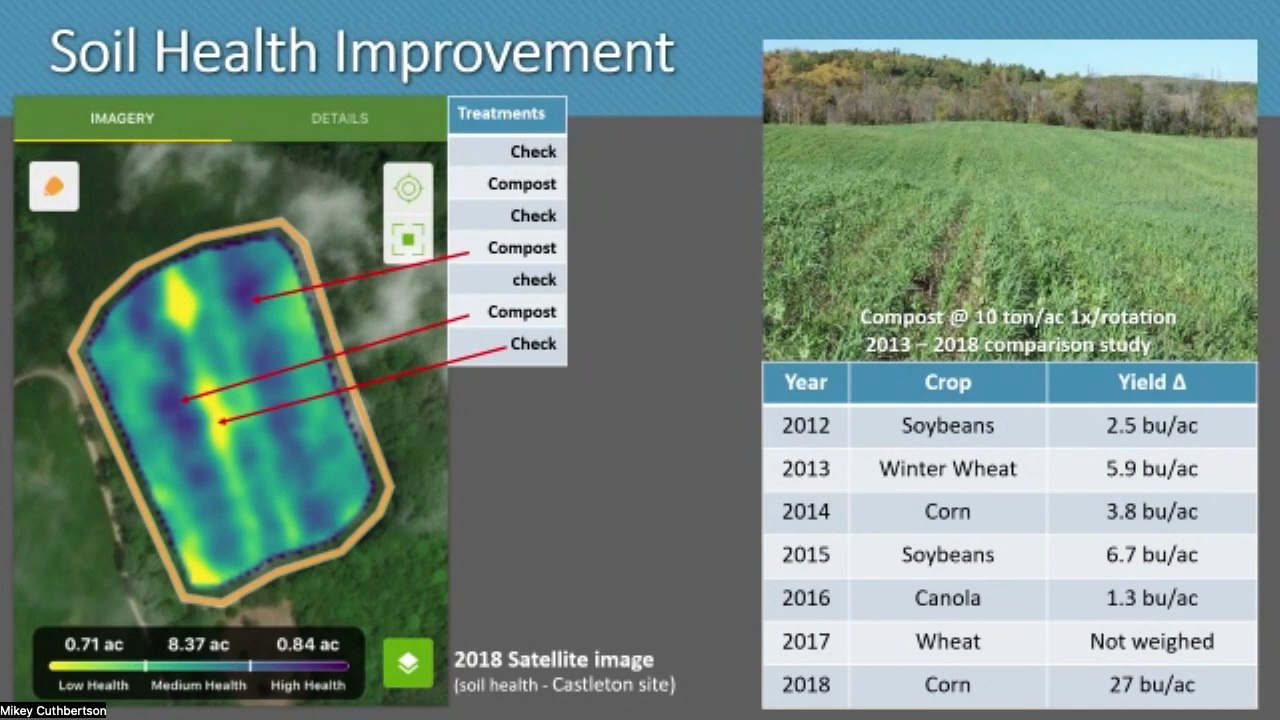 Soil Health Improvement
IMAGERY DETAILS
Treatments
Check
Compost
Check
Compost
check
Compost
Check
0.71 ac 8.37 ac 0.84 ac
Low Health Medium Health High Health
2018 Satellite image
(soil health - Castleton site)
Compost @ 10 ton/ac 1x/rotation
2013 – 2018 comparison study
Year Crop Yield Δ
2012 Soybeans 2.5 bu/ac
2013 Winter Wheat 5.9 bu/ac
2014 Corn 3.8 bu/ac
2015 Soybeans 6.7 bu/ac
2016 Canola 1.3 bu/ac
2017 Wheat Not weighed
2018 Corn 27 bu/ac
Mikey Cuthbertson